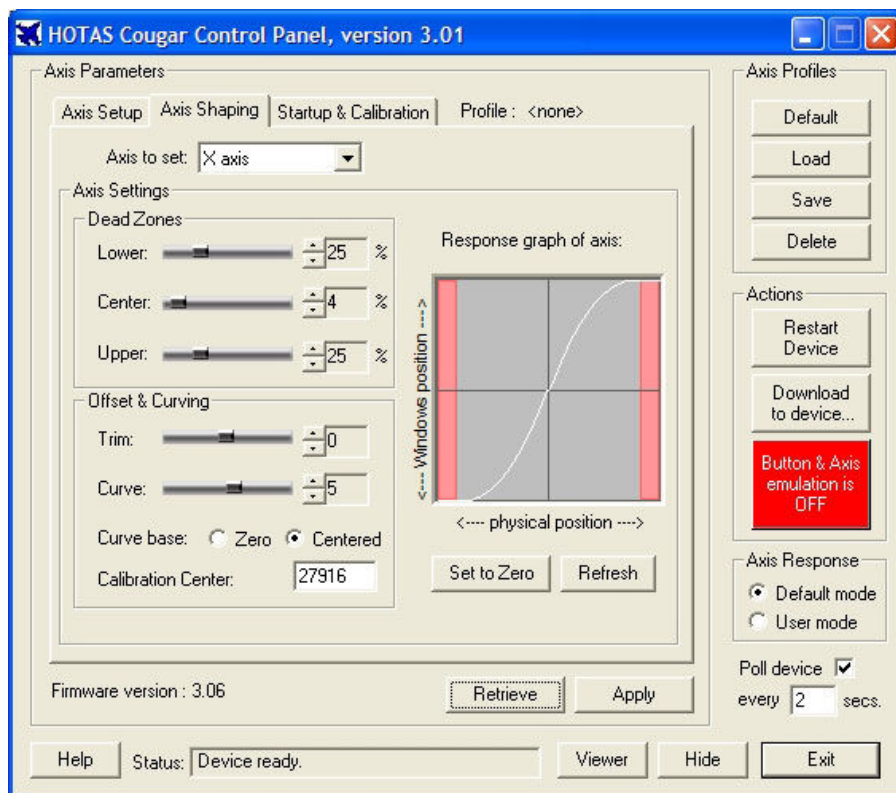 HOTAS Cougar Control Panel, version 3.01
Axis Parameters
Axis Setup
Axis Shaping
Startup & Calibration
Profile : <none>
Axis to set: X axis
Axis Settings
Dead Zones
Lower: 25 %
Center: 4 %
Upper: 25 %
Offset & Curving
Trim: 0
Curve: 5
Curve base: Zero Centered
Calibration Center: 27916
Response graph of axis:
<---- Windows position ---->
<---- physical position ---->
Set to Zero
Refresh
Firmware version : 3.06
Retrieve
Apply
Axis Profiles
Default
Load
Save
Delete
Actions
Restart
Device
Download
to device...
Button & Axis
emulation is
OFF
Axis Response
Default mode
User mode
Poll device
every 2 secs.
Help
Status: Device ready.
Viewer
Hide
Exit